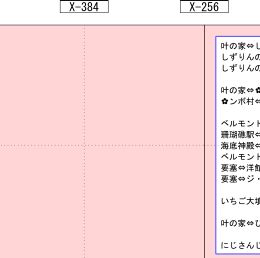 X-384
X-256
叶の家⇔し
しずりんの
しずりんの
叶の家⇔✿
✿ンボ村⇔
ベルモント
珊瑚礁駅⇔
海底神殿⇔
ベルモント
要塞⇔洋館
要塞⇔ジ・
いちご大墳
叶の家⇔ひ
にじさんじ